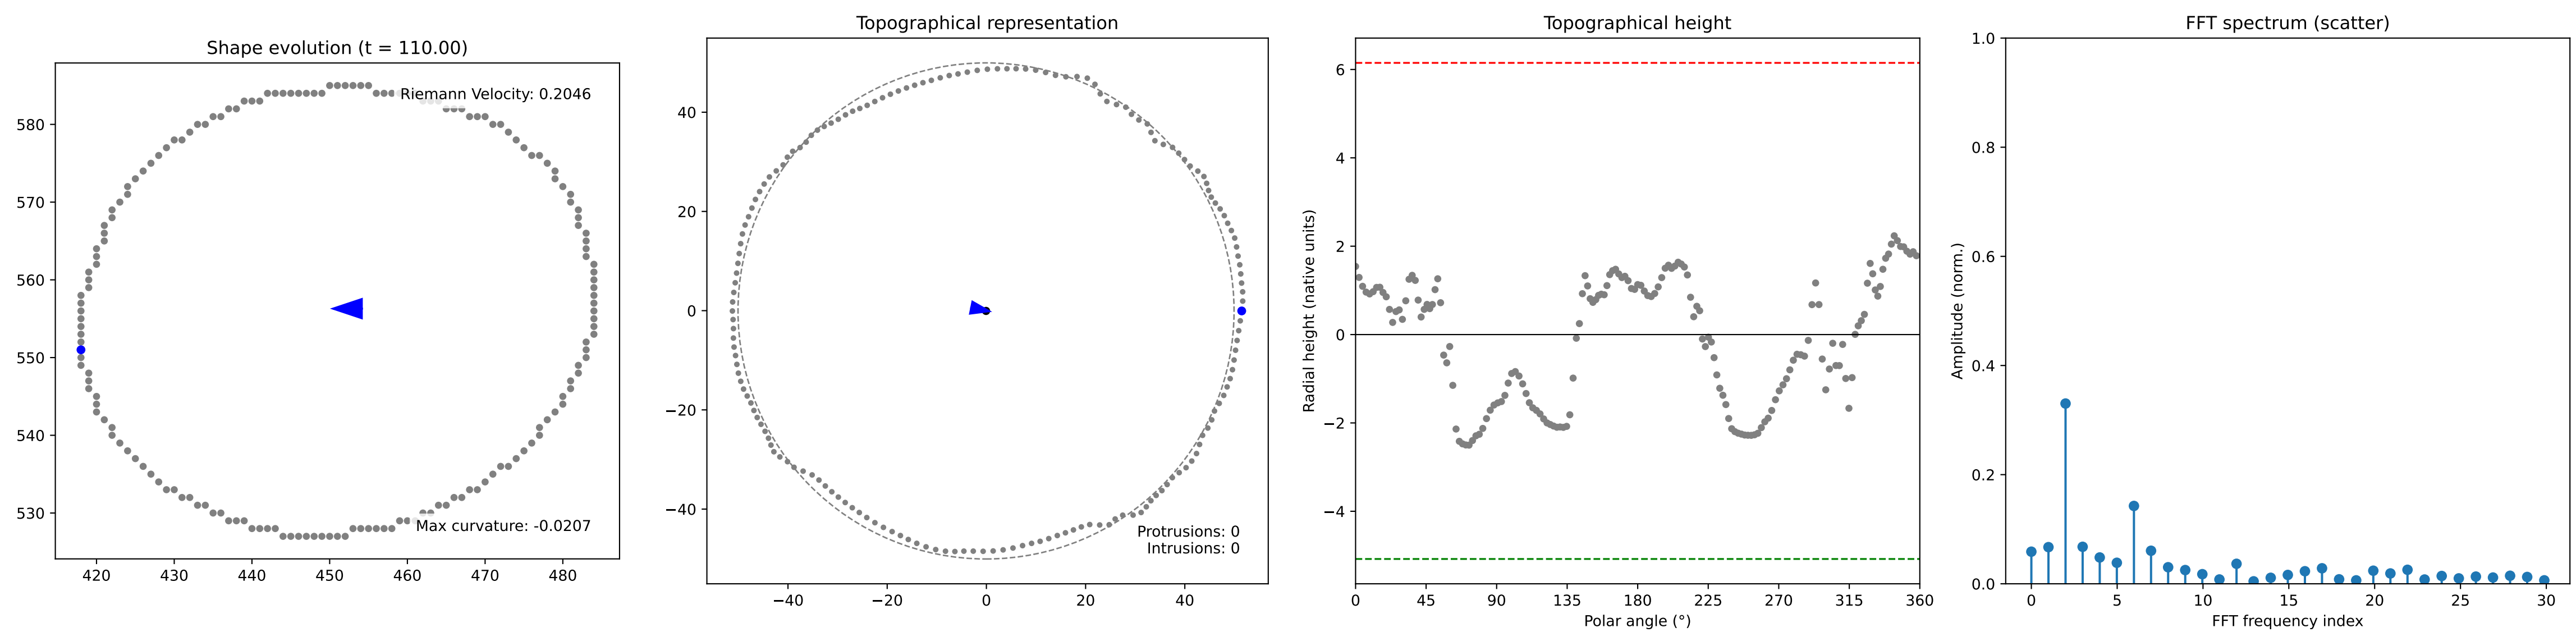 Shape evolution (t = 110.00)
Riemann Velocity: 0.2046
Max curvature: -0.0207
580
570
560
550
540
530
420 430 440 450 460 470 480
Topographical representation
40
20
0
−20
−40
−40 −20 0 20 40
Protrusions: 0
Intrusions: 0
Topographical height
Radial height (native units)
6
4
2
0
−2
−4
0 45 90 135 180 225 270 315 360
Polar angle (°)
FFT spectrum (scatter)
Amplitude (norm.)
1.0
0.8
0.6
0.4
0.2
0.0
0 5 10 15 20 25 30
FFT frequency index